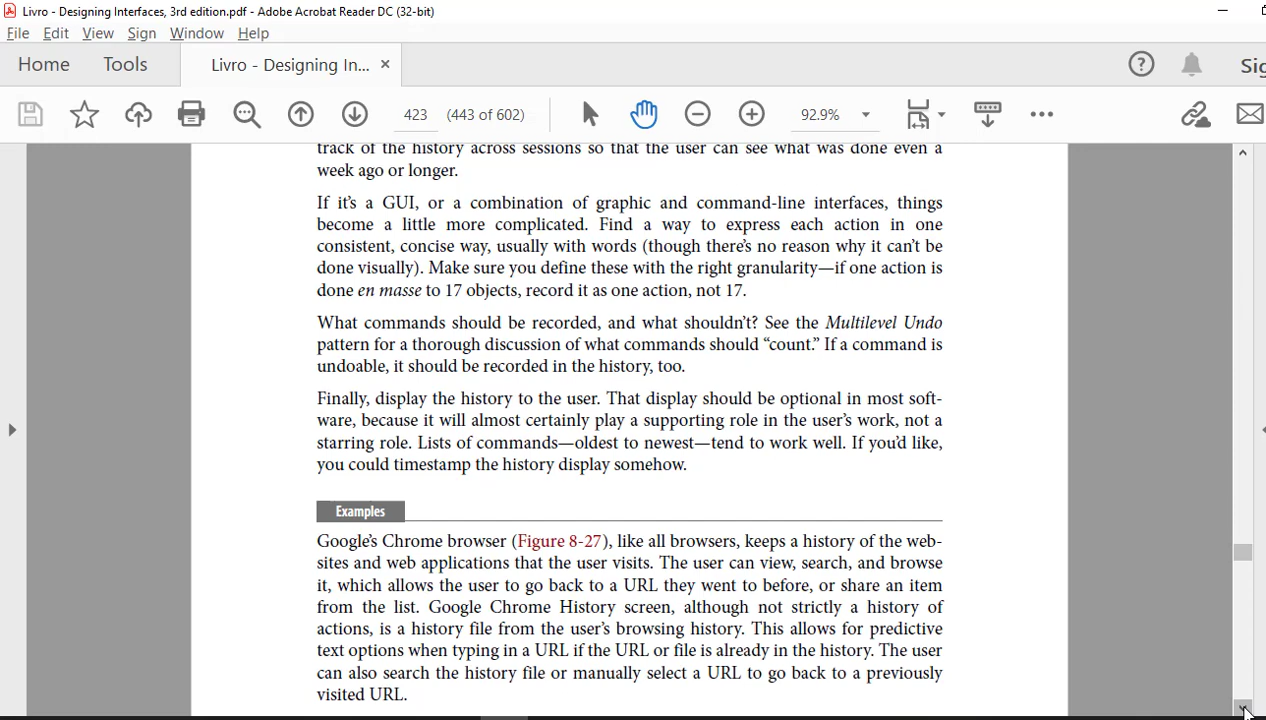 Livro - Designing Interfaces, 3rd edition.pdf - Adobe Acrobat Reader DC (32-bit)
File Edit View Sign Window Help
Home Tools Livro - Designing In... × Sig
423 (443 of 602) 92.9%
track of the history across sessions so that the user can see what was done even a
week ago or longer.
If it's a GUI, or a combination of graphic and command-line interfaces, things
become a little more complicated. Find a way to express each action in one
consistent, concise way, usually with words (though there's no reason why it can't be
done visually). Make sure you define these with the right granularity—if one action is
done en masse to 17 objects, record it as one action, not 17.
What commands should be recorded, and what shouldn't? See the Multilevel Undo
pattern for a thorough discussion of what commands should “count.” If a command is
undoable, it should be recorded in the history, too.
Finally, display the history to the user. That display should be optional in most soft-
ware, because it will almost certainly play a supporting role in the user's work, not a
starring role. Lists of commands—oldest to newest—tend to work well. If you'd like,
you could timestamp the history display somehow.
Examples
Google's Chrome browser (Figure 8-27), like all browsers, keeps a history of the web-
sites and web applications that the user visits. The user can view, search, and browse
it, which allows the user to go back to a URL they went to before, or share an item
from the list. Google Chrome History screen, although not strictly a history of
actions, is a history file from the user's browsing history. This allows for predictive
text options when typing in a URL if the URL or file is already in the history. The user
can also search the history file or manually select a URL to go back to a previously
visited URL.